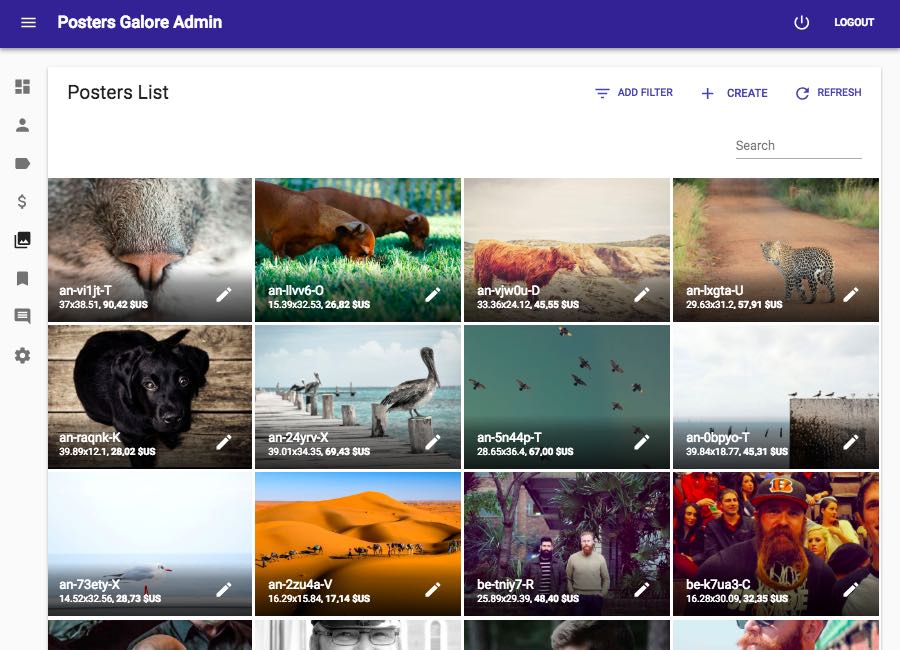 Posters Galore Admin
LOGOUT
Posters List
ADD FILTER
CREATE
REFRESH
Search
an-vi1jt-T
37x38.51, 90,42 $US
an-llvv6-O
15.39x32.53, 26,82 $US
an-vjw0u-D
33.36x24.12, 45,55 $US
an-lxgta-U
29.63x31.2, 57,91 $US
an-raqnk-K
39.89x12.1, 28,02 $US
an-24yrv-X
39.01x34.35, 69,43 $US
an-5n44p-T
28.65x36.4, 67,00 $US
an-0bpyo-T
39.84x18.77, 45,31 $US
an-73ety-X
14.52x32.56, 28,73 $US
an-2zu4a-V
16.29x15.84, 17,14 $US
be-tniy7-R
25.89x29.39, 48,40 $US
be-k7ua3-C
16.28x30.09, 32,35 $US